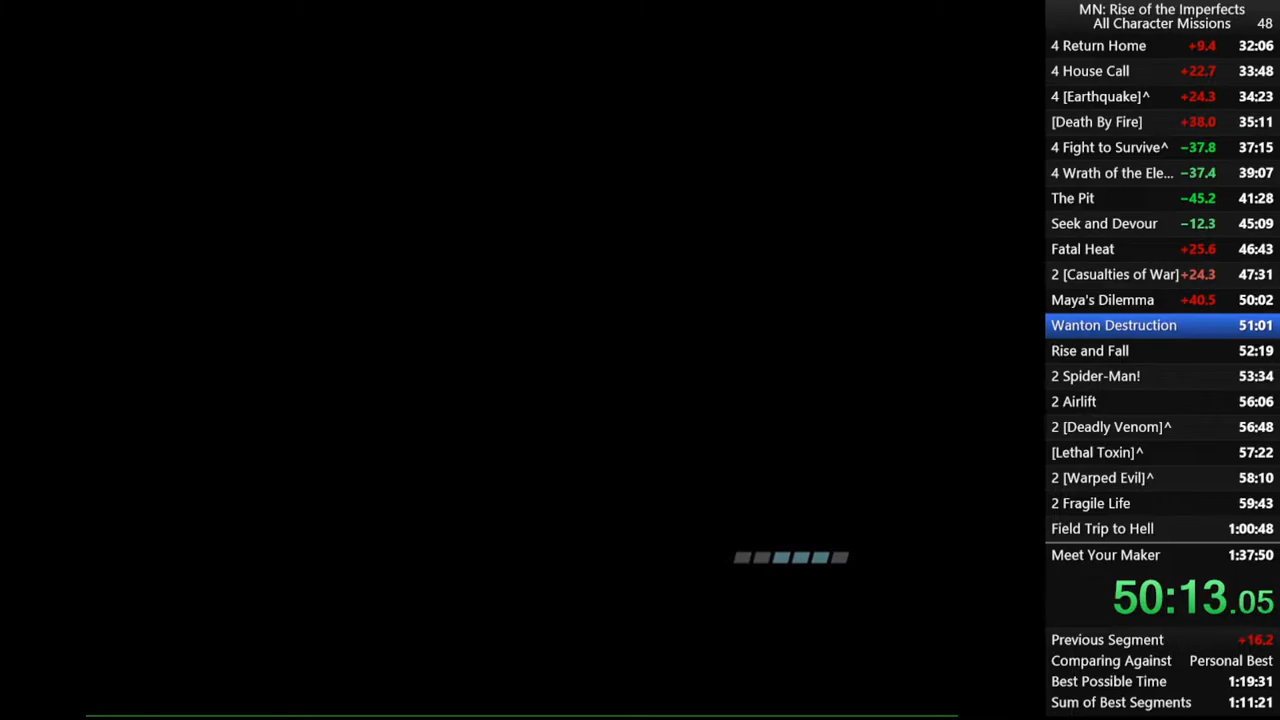 MN: Rise of the Imperfects
All Character Missions 48
4 Return Home +9.4 32:06
4 House Call +22.7 33:48
4 [Earthquake]^ +24.3 34:23
[Death By Fire] +38.0 35:11
4 Fight to Survive^ −37.8 37:15
4 Wrath of the Ele... −37.4 39:07
The Pit −45.2 41:28
Seek and Devour −12.3 45:09
Fatal Heat +25.6 46:43
2 [Casualties of War] +24.3 47:31
Maya's Dilemma +40.5 50:02
Wanton Destruction 51:01
Rise and Fall 52:19
2 Spider-Man! 53:34
2 Airlift 56:06
2 [Deadly Venom]^ 56:48
[Lethal Toxin]^ 57:22
2 [Warped Evil]^ 58:10
2 Fragile Life 59:43
Field Trip to Hell 1:00:48
Meet Your Maker 1:37:50
50:13.05
Previous Segment +16.2
Comparing Against Personal Best
Best Possible Time 1:19:31
Sum of Best Segments 1:11:21